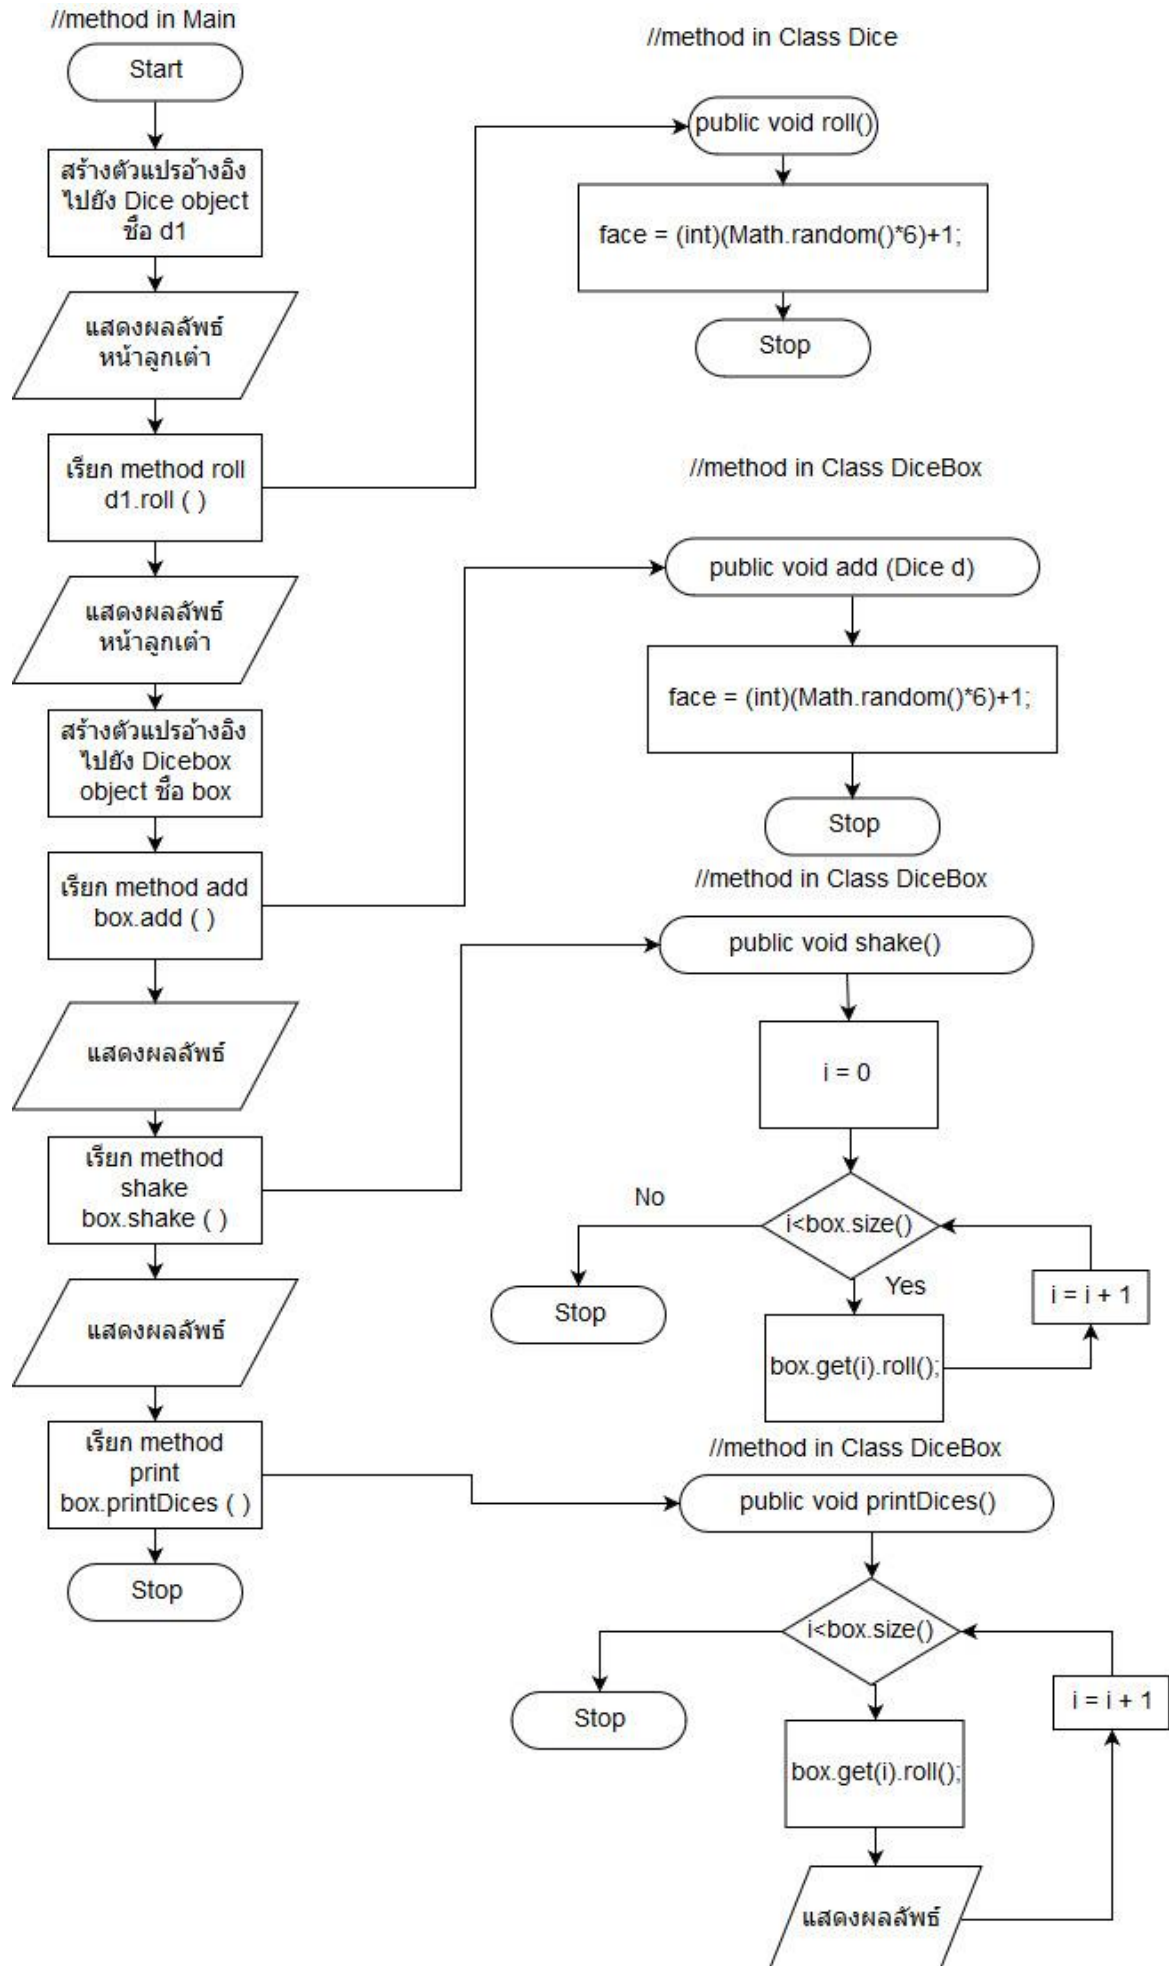 //method in Main
Start
สร้างตัวแปรอ้างอิง
ไปยัง Dice object
ชื่อ d1
แสดงผลลัพธ์
หน้าลูกเต๋า
เรียก method roll
d1.roll ( )
แสดงผลลัพธ์
หน้าลูกเต๋า
สร้างตัวแปรอ้างอิง
ไปยัง Dicebox
object ชื่อ box
เรียก method add
box.add ( )
แสดงผลลัพธ์
เรียก method
shake
box.shake ( )
แสดงผลลัพธ์
เรียก method
print
box.printDices ( )
Stop
//method in Class Dice
public void roll()
face = (int)(Math.random()*6)+1;
Stop
//method in Class DiceBox
public void add (Dice d)
face = (int)(Math.random()*6)+1;
Stop
//method in Class DiceBox
public void shake()
i = 0
i<box.size()
No
Stop
Yes
box.get(i).roll();
i = i + 1
//method in Class DiceBox
public void printDices()
i<box.size()
Stop
box.get(i).roll();
i = i + 1
แสดงผลลัพธ์